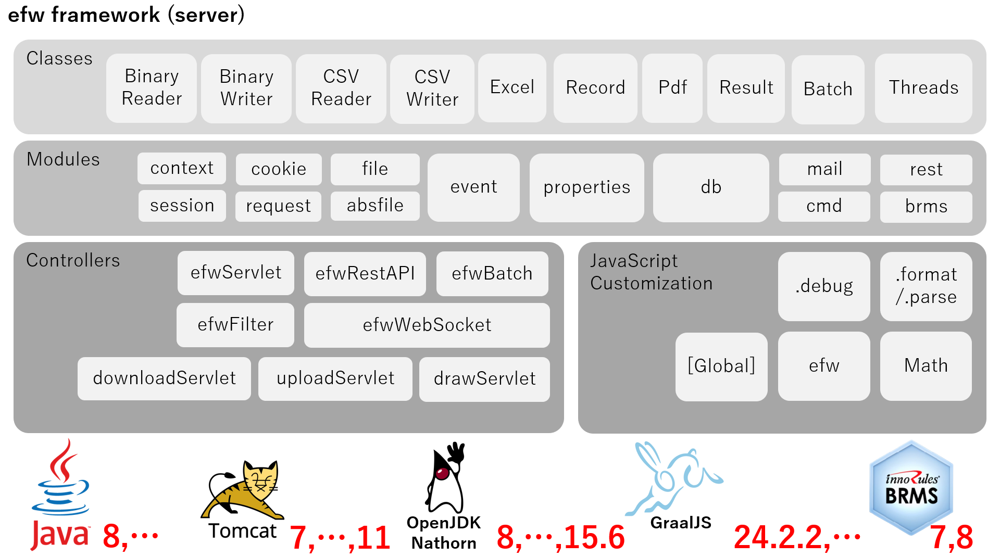 efw framework (server)
Classes
Binary
Reader
Binary
Writer
CSV
Reader
CSV
Writer
Excel
Record
Pdf
Result
Batch
Threads
Modules
context
cookie
file
event
properties
db
mail
rest
session
request
absfile
cmd
brms
Controllers
efwServlet
efwRestAPI
efwBatch
efwFilter
efwWebSocket
downloadServlet
uploadServlet
drawServlet
JavaScript
Customization
.debug
.format
/.parse
[Global]
efw
Math
Java™
8,…
Tomcat
7,…,11
OpenJDK
Nathorn
8,…,15.6
GraalJS
24.2.2,…
innoRules®
BRMS
7,8